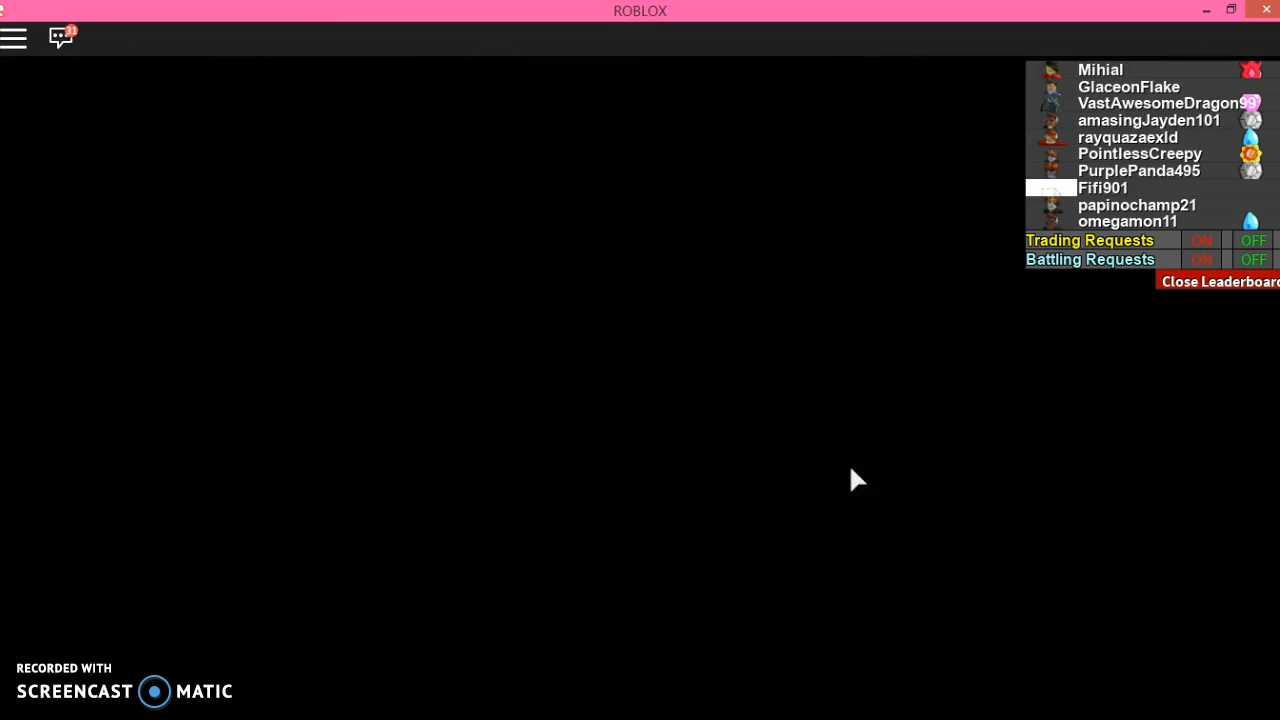 ROBLOX
31
Mihial
GlaceonFlake
VastAwesomeDragon99
amasingJayden101
rayquazaexld
PointlessCreepy
PurplePanda495
Fifi901
papinochamp21
omegamon11
Trading Requests ON OFF
Battling Requests ON OFF
Close Leaderboard
RECORDED WITH
SCREENCAST MATIC